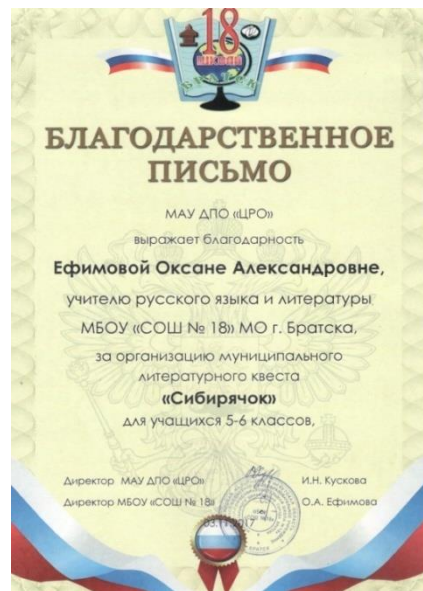 18
БЛАГОДАРСТВЕННОЕ
ПИСЬМО
МАУ ДПО «ЦРО»
выражает благодарность
Ефимовой Оксане Александровне,
учителю русского языка и литературы
МБОУ «СОШ № 18» МО г. Братска,
за организацию муниципального
литературного квеста
«Сибирячок»
для учащихся 5-6 классов,
Директор МАУ ДПО «ЦРО» И.Н. Кускова
Директор МБОУ «СОШ № 18» О.А. Ефимова